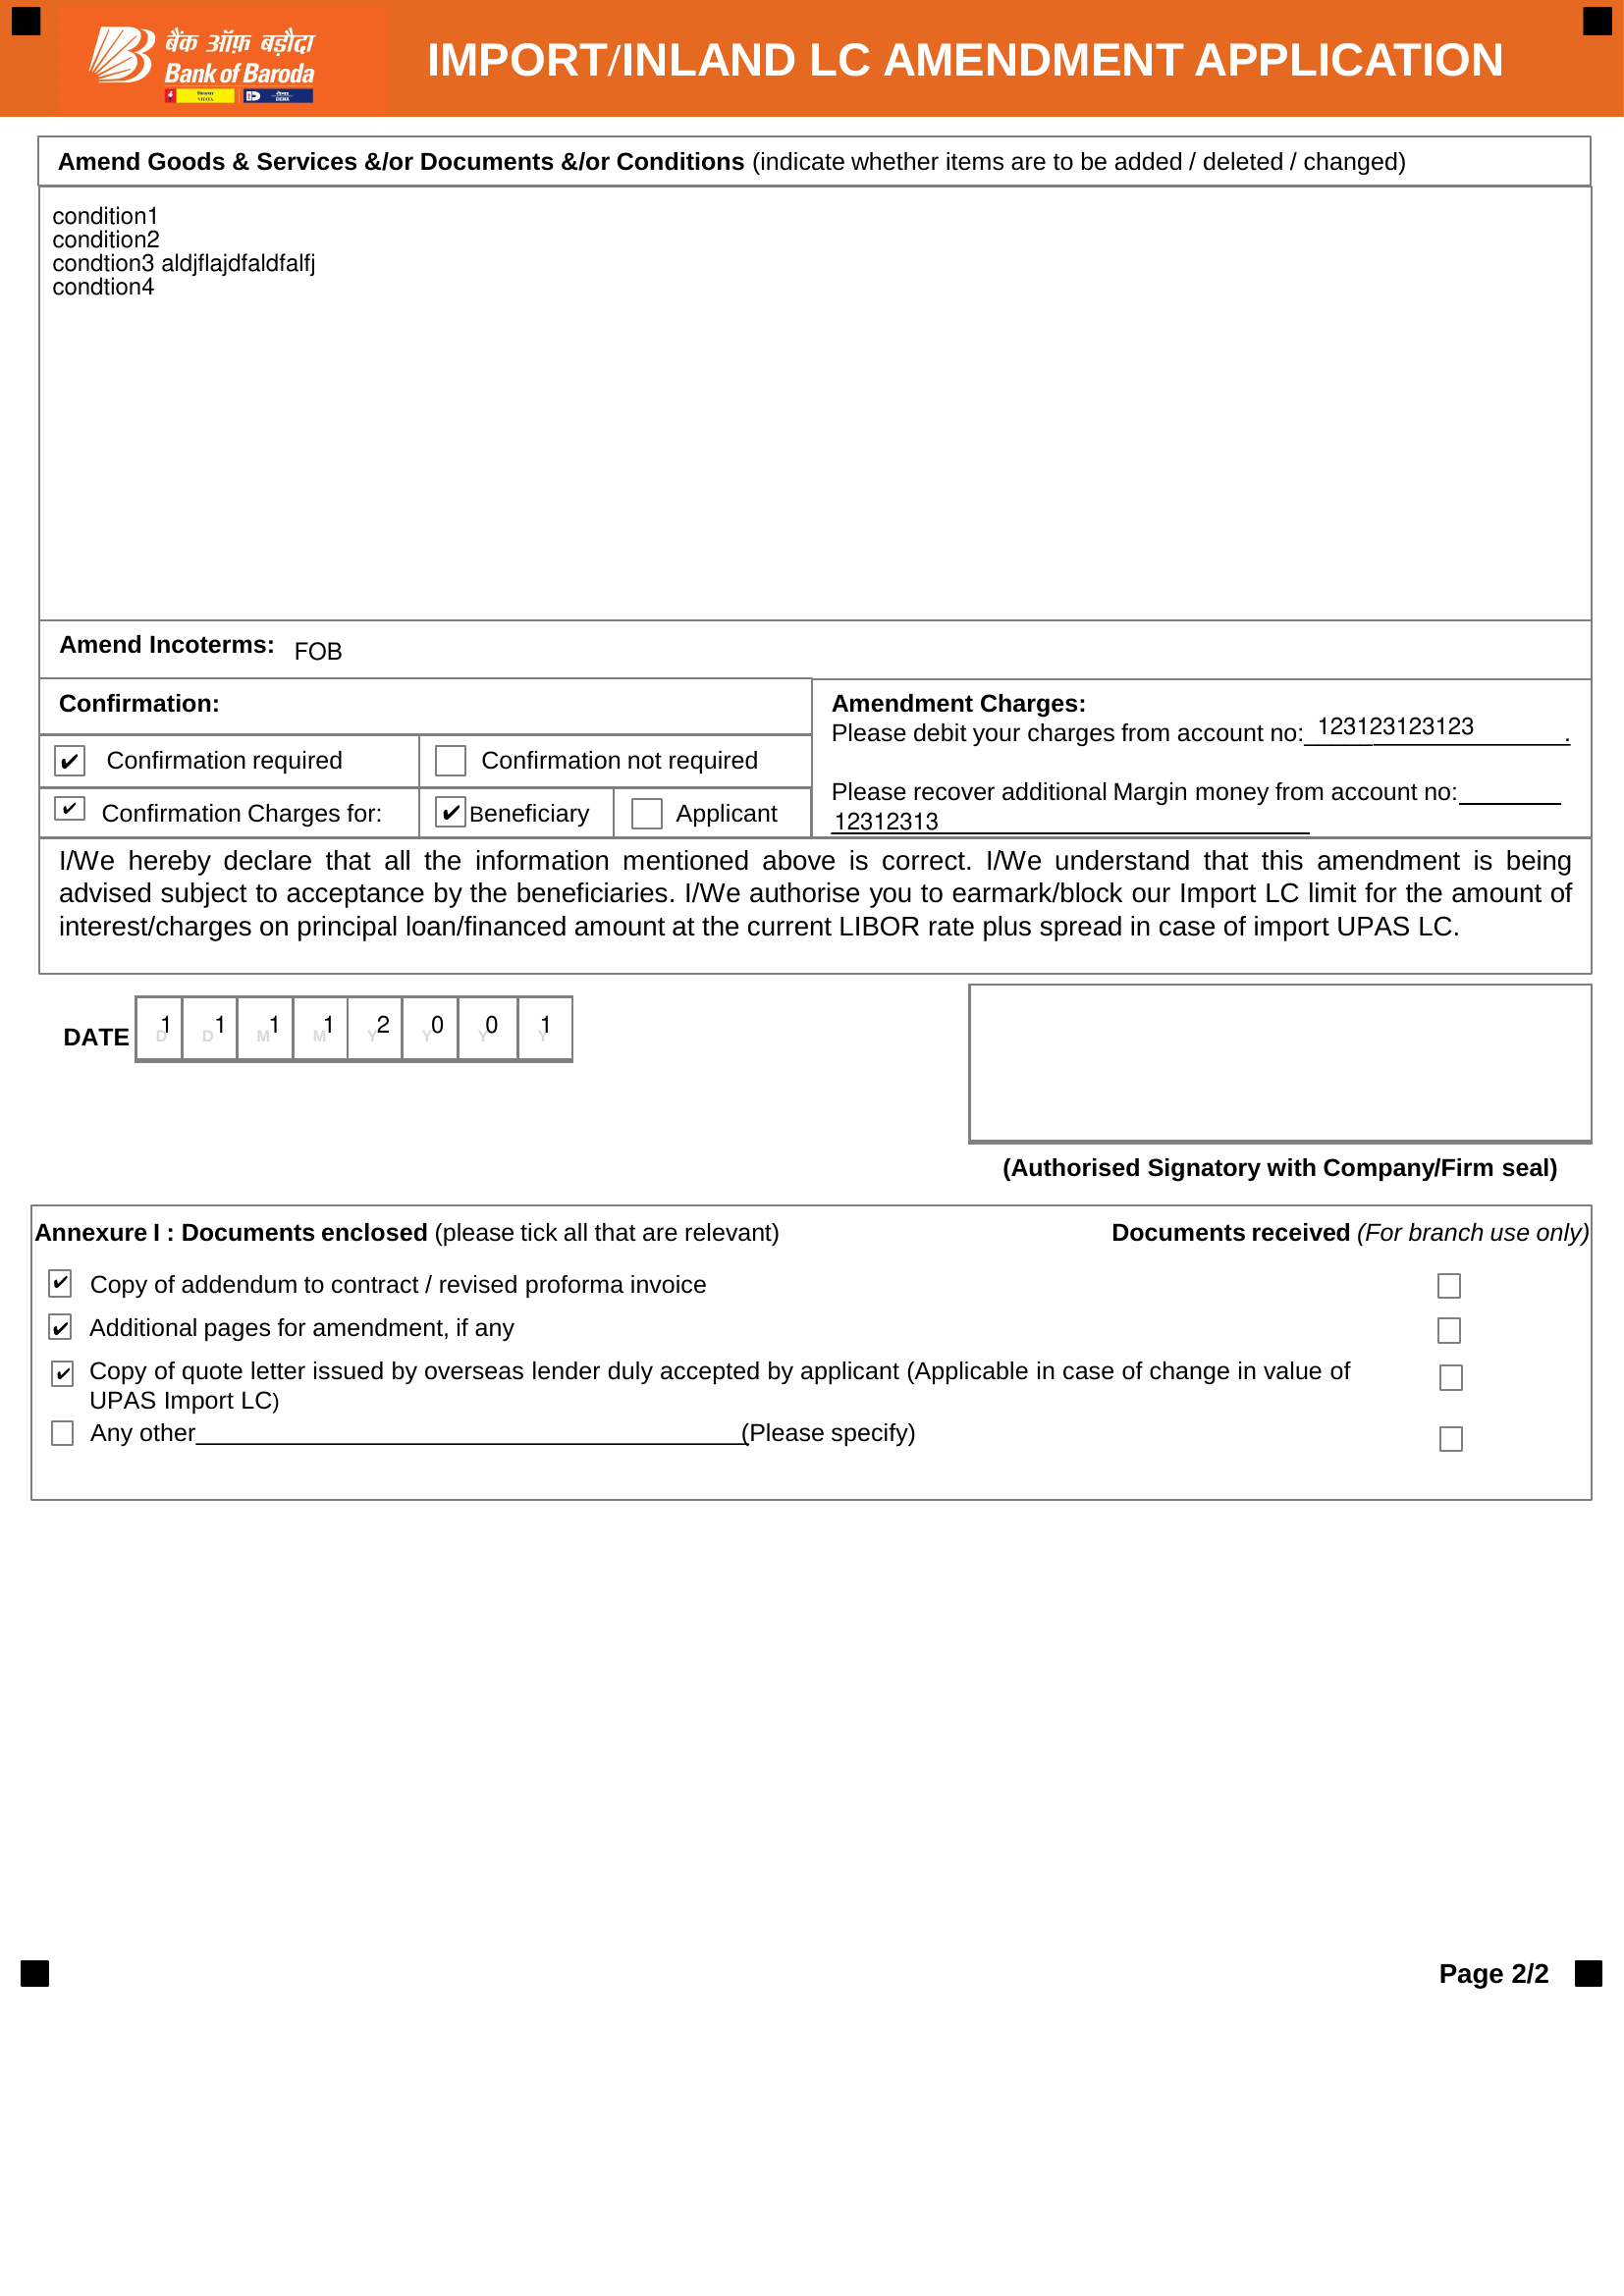 बैंक ऑफ़ बड़ौदा
Bank of Baroda
VIJAYA
DENA
IMPORT/INLAND LC AMENDMENT APPLICATION
Amend Goods & Services &/or Documents &/or Conditions (indicate whether items are to be added / deleted / changed)
condition1
condition2
condtion3 aldjflajdfaldfalfj
condtion4
Amend Incoterms: FOB
Confirmation:
✔ Confirmation required
Confirmation not required
✔ Confirmation Charges for:
✔ Beneficiary
Applicant
Amendment Charges:
Please debit your charges from account no: 123123123123 .
Please recover additional Margin money from account no:
12312313
I/We hereby declare that all the information mentioned above is correct. I/We understand that this amendment is being
advised subject to acceptance by the beneficiaries. I/We authorise you to earmark/block our Import LC limit for the amount of
interest/charges on principal loan/financed amount at the current LIBOR rate plus spread in case of import UPAS LC.
DATE 1 1 1 1 2 0 0 1
D D M M Y Y Y Y
(Authorised Signatory with Company/Firm seal)
Annexure I : Documents enclosed (please tick all that are relevant) Documents received (For branch use only)
✔ Copy of addendum to contract / revised proforma invoice
✔ Additional pages for amendment, if any
✔ Copy of quote letter issued by overseas lender duly accepted by applicant (Applicable in case of change in value of
UPAS Import LC)
Any other (Please specify)
Page 2/2